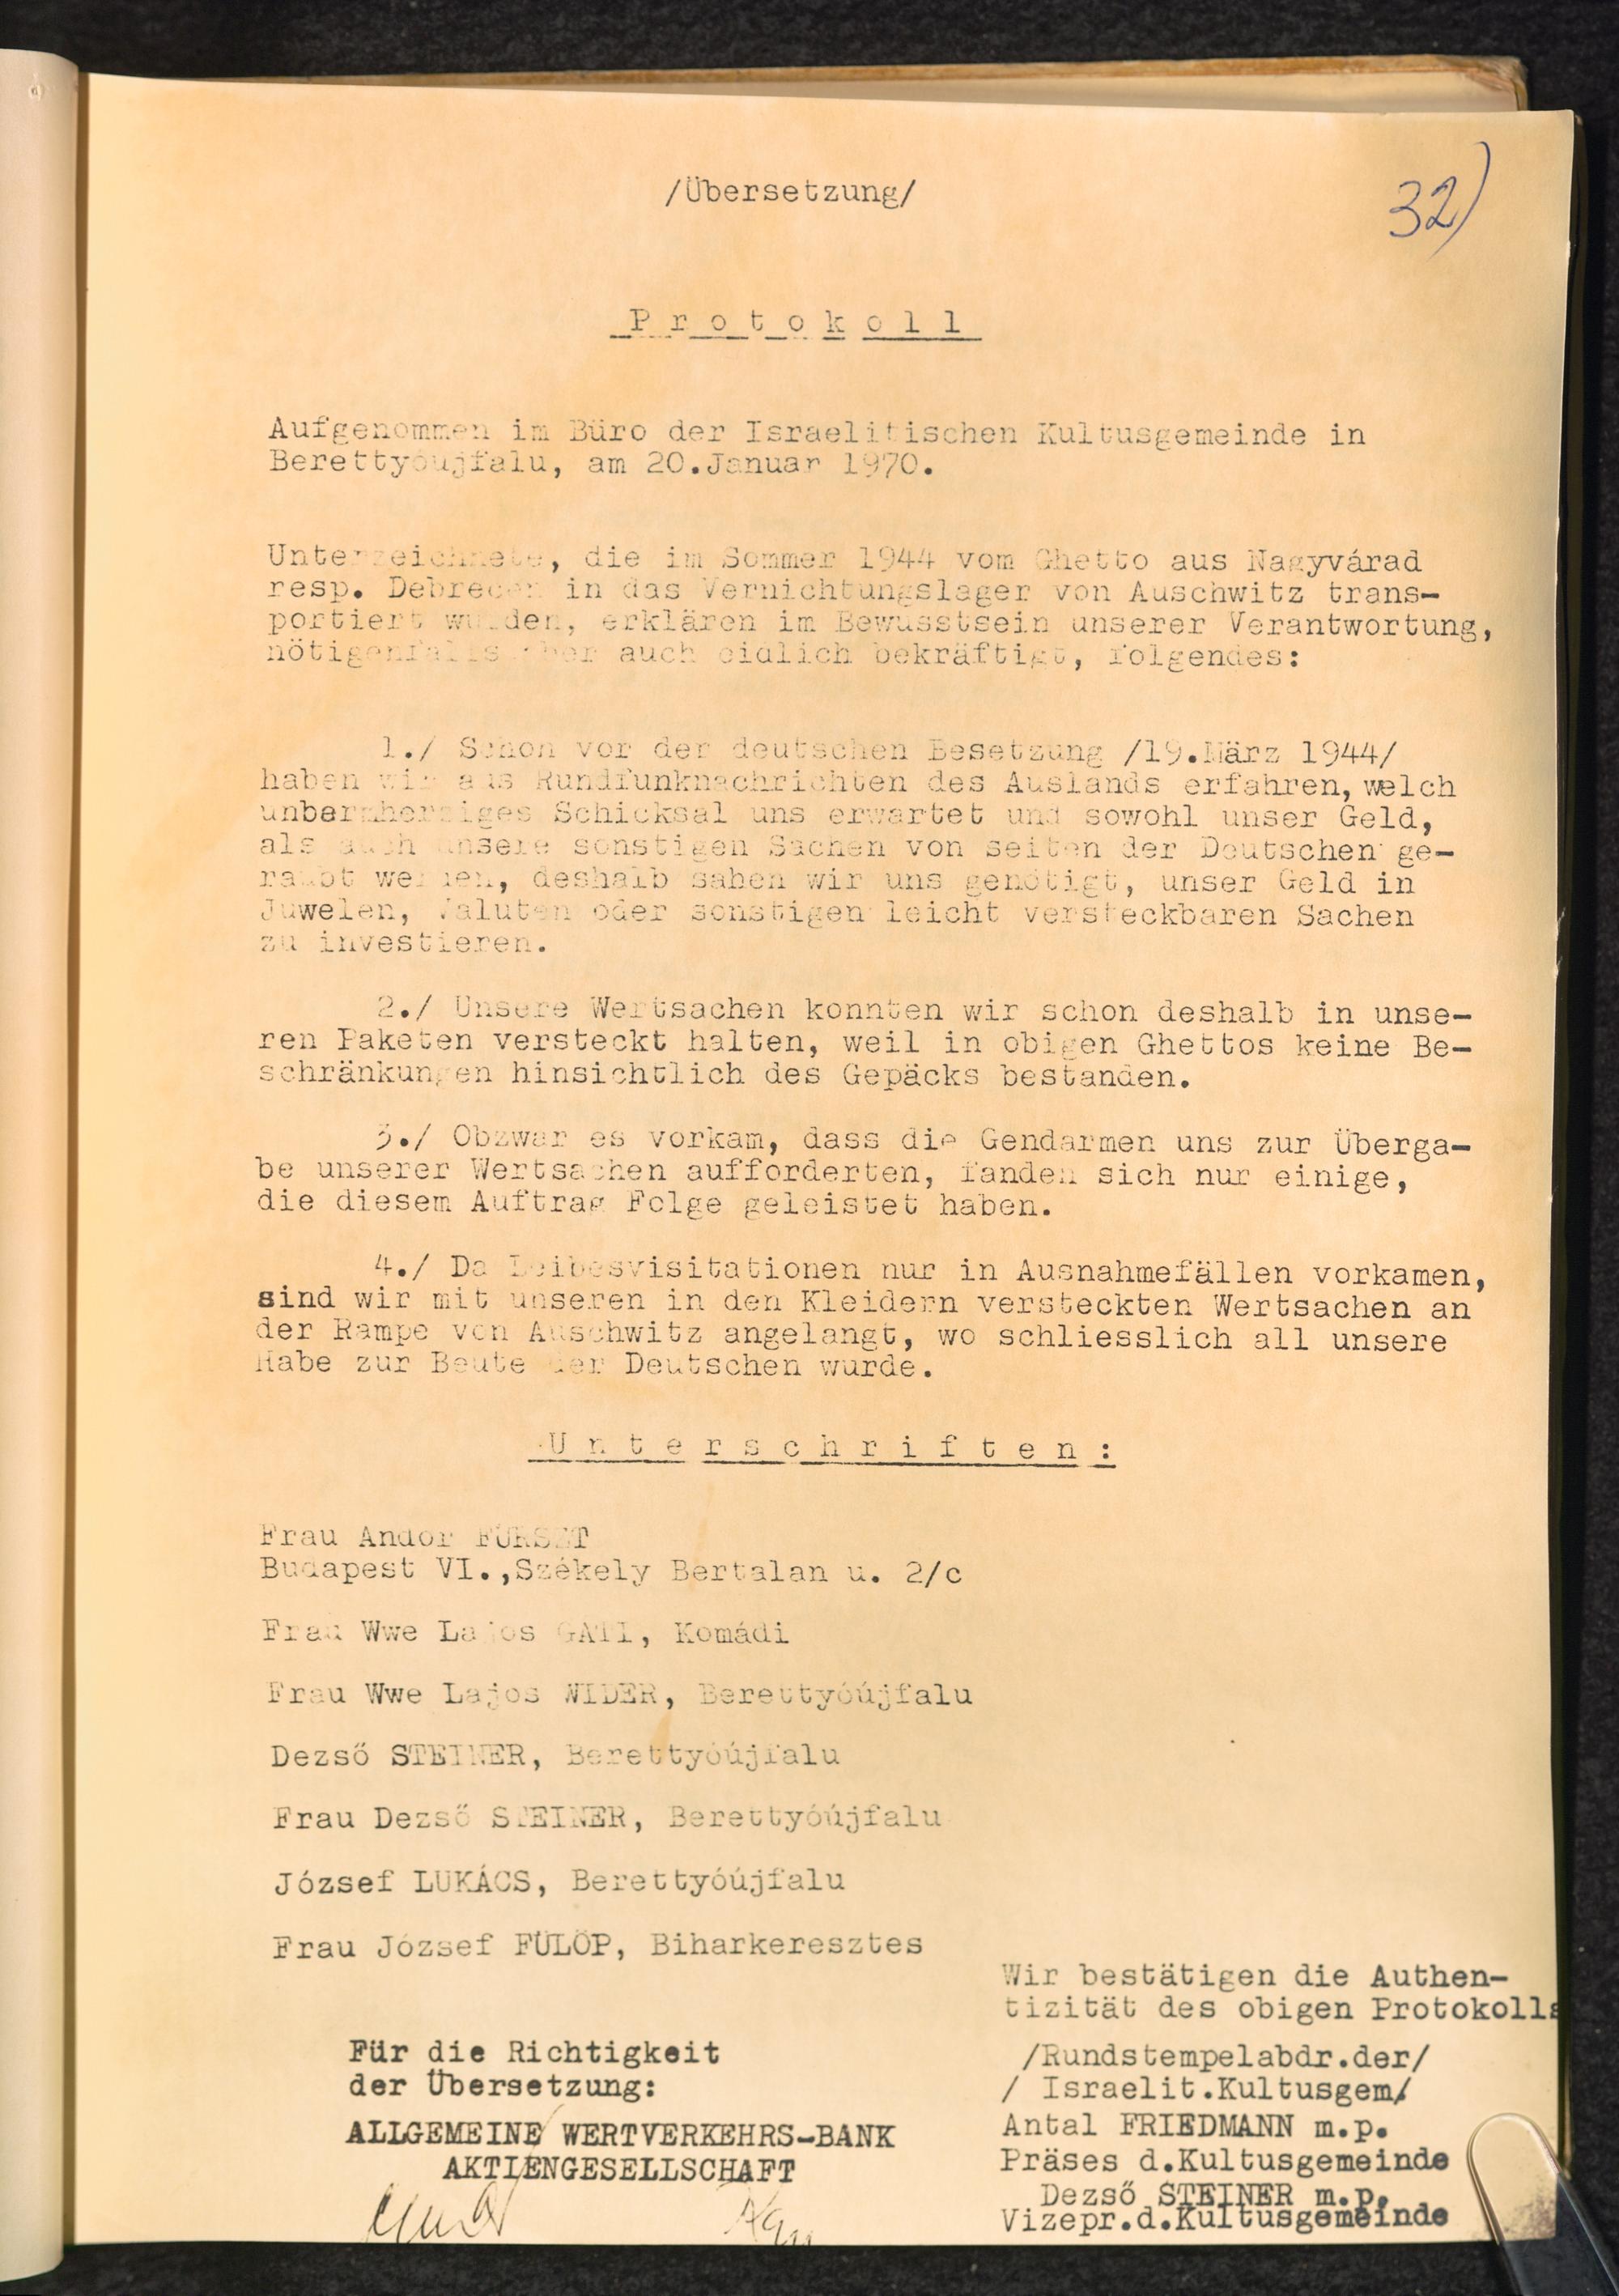 /Übersetzung/
32)
Protokoll
Aufgenommen im Büro der Israelitischen Kultusgemeinde in
Berettyóujfalu, am 20.Januar 1970.
Unterzeichnete, die im Sommer 1944 vom Ghetto aus Nagyvárad
resp. Debrecen in das Vernichtungslager von Auschwitz trans-
portiert wurden, erklären im Bewusstsein unserer Verantwortung,
nötigenfalls aber auch eidlich bekräftigt, folgendes:
1./ Schon vor der deutschen Besetzung /19.März 1944/
haben wir aus Rundfunknachrichten des Auslands erfahren, welch
unbarmherziges Schicksal uns erwartet und sowohl unser Geld,
als auch unsere sonstigen Sachen von seiten der Deutschen ge-
raubt werden, deshalb sahen wir uns genötigt, unser Geld in
Juwelen, Valuten oder sonstigen leicht versteckbaren Sachen
zu investieren.
2./ Unsere Wertsachen konnten wir schon deshalb in unse-
ren Paketen versteckt halten, weil in obigen Ghettos keine Be-
schränkungen hinsichtlich des Gepäcks bestanden.
3./ Obzwar es vorkam, dass die Gendarmen uns zur Überga-
be unserer Wertsachen aufforderten, fanden sich nur einige,
die diesem Auftrag Folge geleistet haben.
4./ Da Leibesvisitationen nur in Ausnahmefällen vorkamen,
sind wir mit unseren in den Kleidern versteckten Wertsachen an
der Rampe von Auschwitz angelangt, wo schliesslich all unsere
Habe zur Beute der Deutschen wurde.
Unterschriften:
Frau Andor
Budapest VI.,Székely Bertalan u. 2/c
Frau Wwe Lajos GATI, Komádi
Frau Wwe Lajos WIDER, Berettyóújfalu
Dezső STEINER, Berettyóújfalu
Frau Dezső STEINER, Berettyóújfalu
József LUKÁCS, Berettyóújfalu
Frau József FÜLÖP, Biharkeresztes
Wir bestätigen die Authen-
tizität des obigen Protokolls
Für die Richtigkeit
der Übersetzung:
ALLGEMEINE WERTVERKEHRS-BANK
AKTIENGESELLSCHAFT
/Rundstempelabdr.der/
/ Israelit.Kultusgem/
Antal FRIEDMANN m.p.
Präses d.Kultusgemeinde
Dezső STEINER m.p.
Vizepr.d.Kultusgemeinde